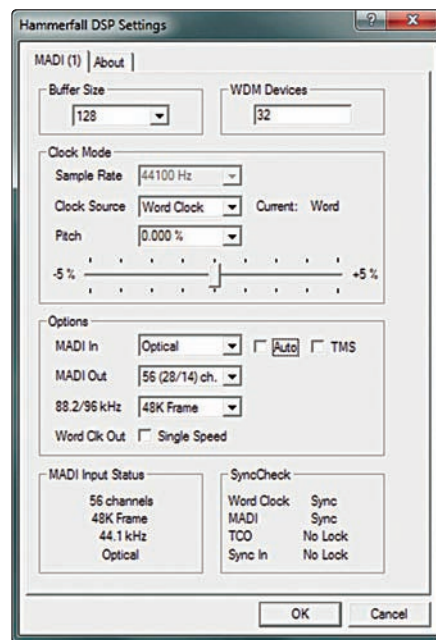 Hammerfall DSP Settings
MADI (1) About
Buffer Size
128
WDM Devices
32
Clock Mode
Sample Rate 44100 Hz
Clock Source Word Clock Current: Word
Pitch 0.000 %
-5 % +5 %
Options
MADI In Optical Auto TMS
MADI Out 56 (28/14) ch.
88.2/96 kHz 48K Frame
Word Clk Out Single Speed
MADI Input Status
56 channels
48K Frame
44.1 kHz
Optical
SyncCheck
Word Clock Sync
MADI Sync
TCO No Lock
Sync In No Lock
OK Cancel